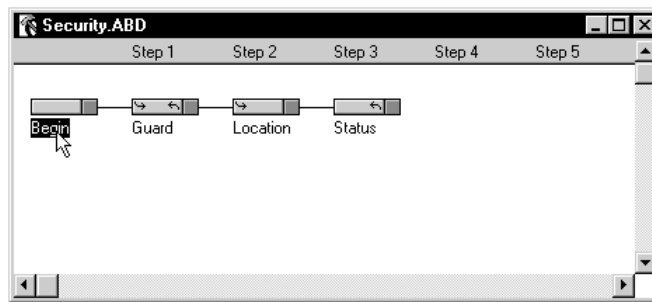 Security.ABD
Step 1 Step 2 Step 3 Step 4 Step 5
Begin Guard Location Status